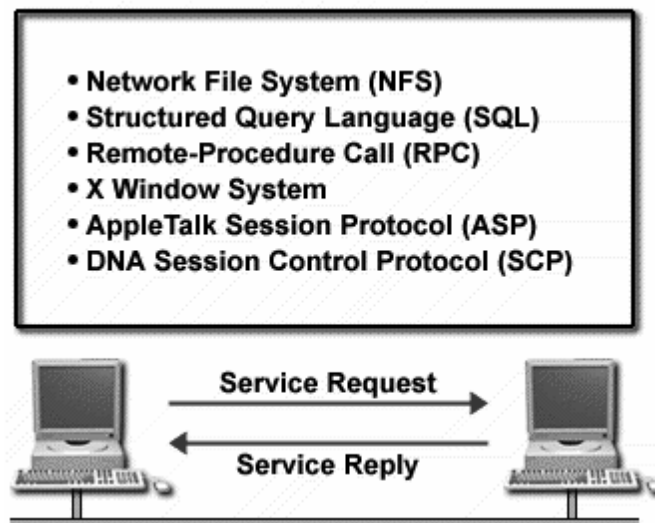 • Network File System (NFS)
• Structured Query Language (SQL)
• Remote-Procedure Call (RPC)
• X Window System
• AppleTalk Session Protocol (ASP)
• DNA Session Control Protocol (SCP)
Service Request
Service Reply